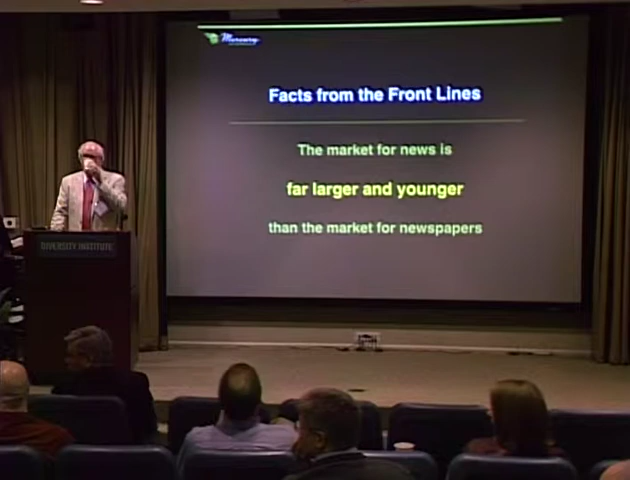 Mercury
Facts from the Front Lines
The market for news is
far larger and younger
than the market for newspapers
DIVERSITY INSTITUTE